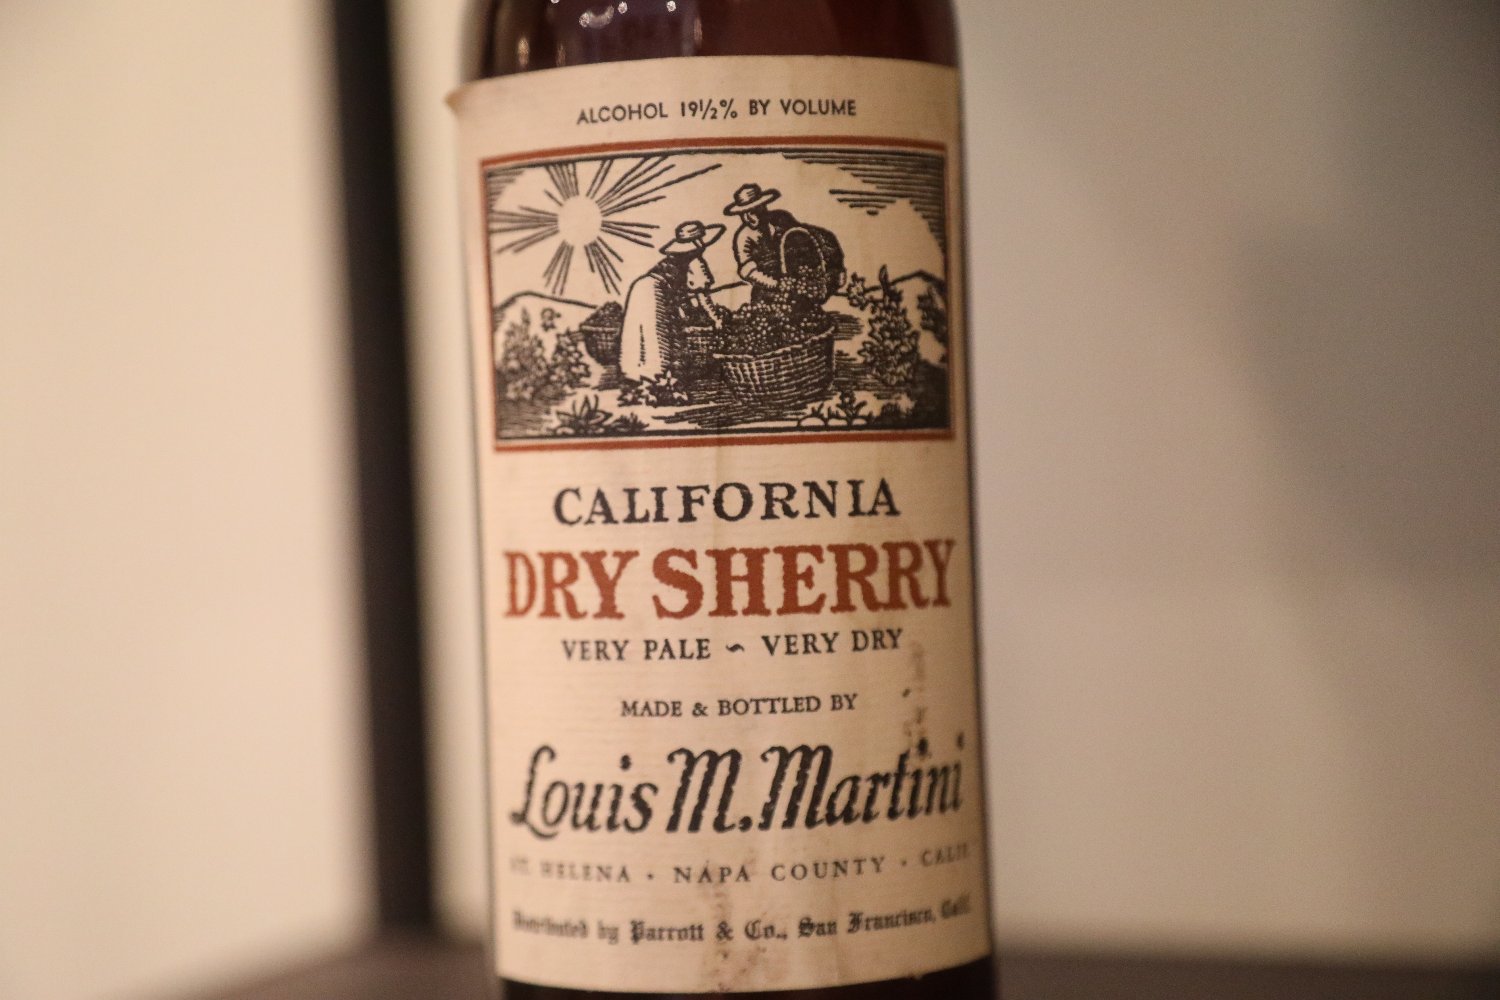 ALCOHOL 19½% BY VOLUME
CALIFORNIA
DRY SHERRY
VERY PALE ~ VERY DRY
MADE & BOTTLED BY
Louis M. Martini
ST. HELENA · NAPA COUNTY · CALIF.
Distributed by Parrott & Co., San Francisco, Calif.